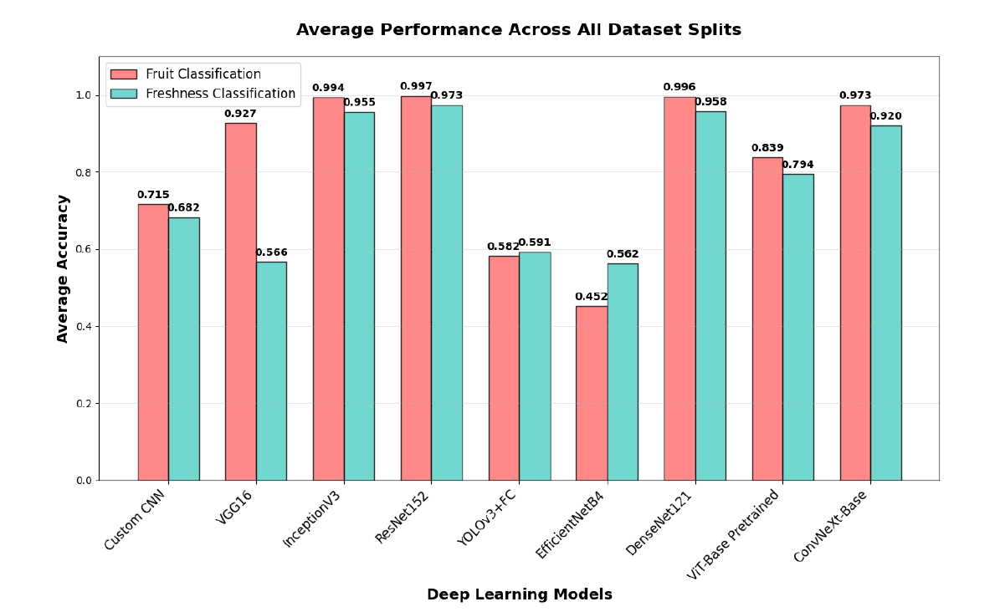 Average Performance Across All Dataset Splits
Fruit Classification
Freshness Classification
Average Accuracy
1.0
0.8
0.6
0.4
0.2
0.0
0.715
0.682
0.927
0.566
0.994
0.955
0.997
0.973
0.582
0.591
0.452
0.562
0.996
0.958
0.839
0.794
0.973
0.920
Custom CNN
VGG16
InceptionV3
ResNet152
YOLOv3+FC
EfficientNetB4
DenseNet121
ViT-Base Pretrained
ConvNeXt-Base
Deep Learning Models